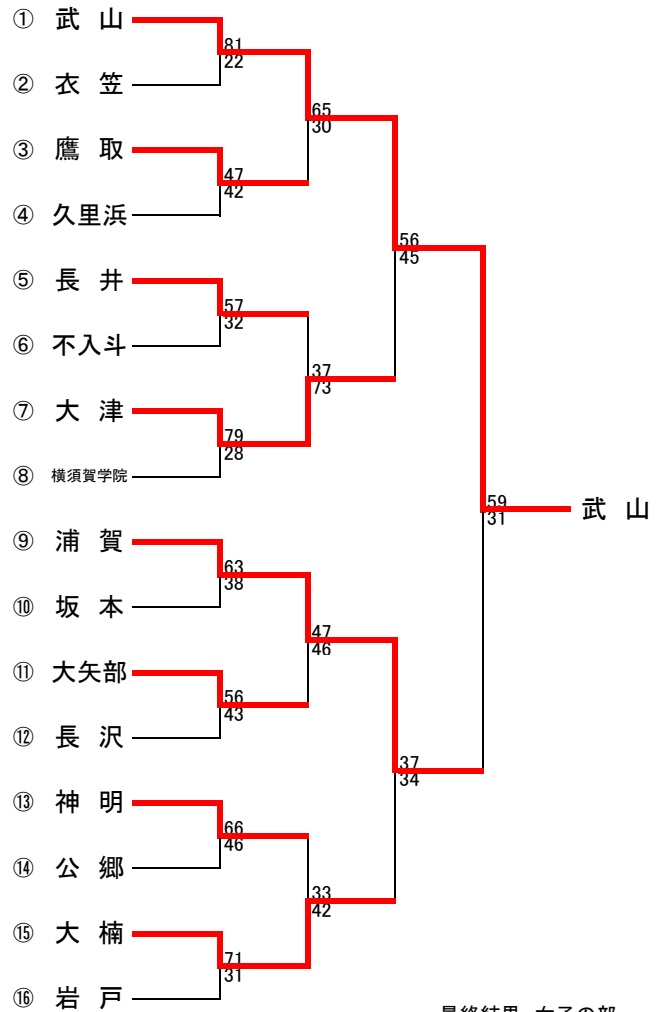 ① 武 山
81
22
② 衣 笠
65
30
③ 鷹 取
47
42
④ 久里浜
56
45
⑤ 長 井
57
32
⑥ 不入斗
37
73
⑦ 大 津
79
28
⑧ 横須賀学院
59
31
武 山
⑨ 浦 賀
63
38
⑩ 坂 本
47
46
⑪ 大矢部
56
43
⑫ 長 沢
37
34
⑬ 神 明
66
46
⑭ 公 郷
33
42
⑮ 大 楠
71
31
⑯ 岩 戸